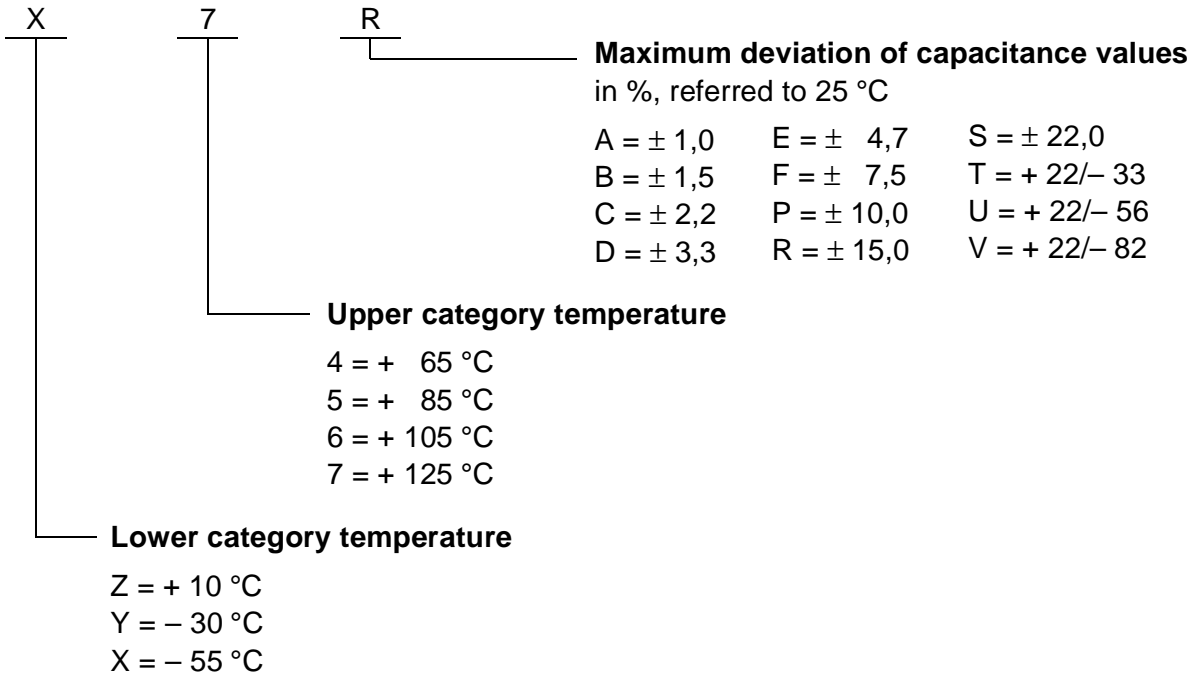 X 7 R
Maximum deviation of capacitance values
in %, referred to 25 °C
A = ± 1,0 E = ± 4,7 S = ± 22,0
B = ± 1,5 F = ± 7,5 T = + 22/– 33
C = ± 2,2 P = ± 10,0 U = + 22/– 56
D = ± 3,3 R = ± 15,0 V = + 22/– 82
Upper category temperature
4 = + 65 °C
5 = + 85 °C
6 = + 105 °C
7 = + 125 °C
Lower category temperature
Z = + 10 °C
Y = – 30 °C
X = – 55 °C